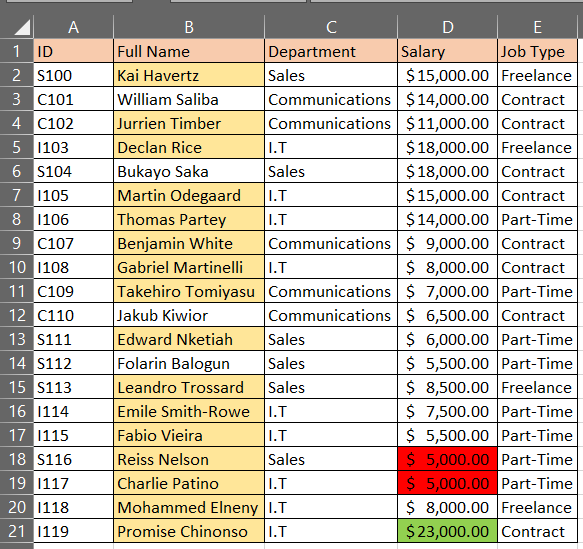 A B C D E
1 ID Full Name Department Salary Job Type
2 S100 Kai Havertz Sales $15,000.00 Freelance
3 C101 William Saliba Communications $14,000.00 Contract
4 C102 Jurrien Timber Communications $11,000.00 Contract
5 I103 Declan Rice I.T $18,000.00 Freelance
6 S104 Bukayo Saka Sales $18,000.00 Contract
7 I105 Martin Odegaard I.T $15,000.00 Contract
8 I106 Thomas Partey I.T $14,000.00 Part-Time
9 C107 Benjamin White Communications $ 9,000.00 Contract
10 I108 Gabriel Martinelli I.T $ 8,000.00 Contract
11 C109 Takehiro Tomiyasu Communications $ 7,000.00 Part-Time
12 C110 Jakub Kiwior Communications $ 6,500.00 Contract
13 S111 Edward Nketiah Sales $ 6,000.00 Part-Time
14 S112 Folarin Balogun Sales $ 5,500.00 Part-Time
15 S113 Leandro Trossard Sales $ 8,500.00 Freelance
16 I114 Emile Smith-Rowe I.T $ 7,500.00 Part-Time
17 I115 Fabio Vieira I.T $ 5,500.00 Part-Time
18 S116 Reiss Nelson Sales $ 5,000.00 Part-Time
19 I117 Charlie Patino I.T $ 5,000.00 Part-Time
20 I118 Mohammed Elneny I.T $ 8,000.00 Freelance
21 I119 Promise Chinonso I.T $23,000.00 Contract